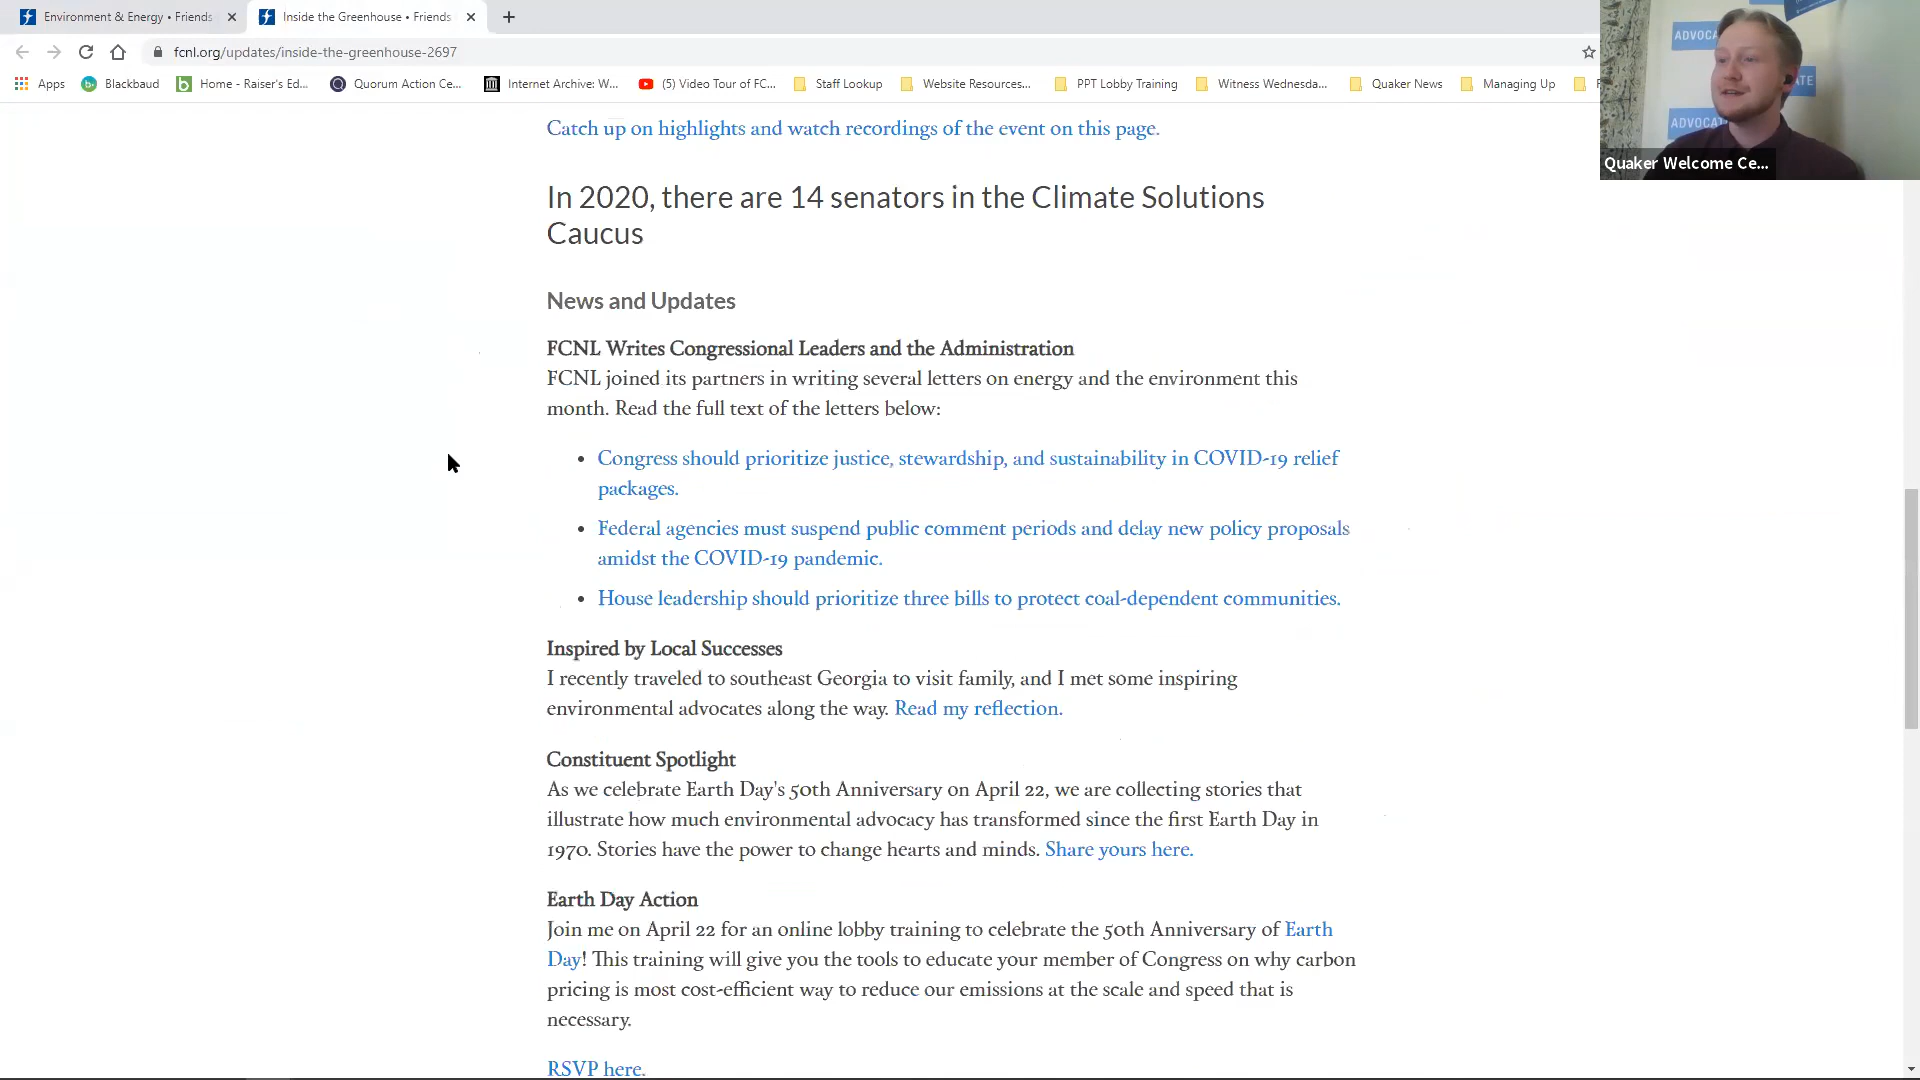 Environment & Energy • Friends
Inside the Greenhouse • Friends
fcnl.org/updates/inside-the-greenhouse-2697
Apps
Blackbaud
Home - Raiser's Ed...
Quorum Action Ce...
Internet Archive: W...
(5) Video Tour of FC...
Staff Lookup
Website Resources...
PPT Lobby Training
Witness Wednesda...
Quaker News
Managing Up
ADVOCA
ADVOCA
Quaker Welcome Ce...
Catch up on highlights and watch recordings of the event on this page.
In 2020, there are 14 senators in the Climate Solutions
Caucus
News and Updates
FCNL Writes Congressional Leaders and the Administration
FCNL joined its partners in writing several letters on energy and the environment this
month. Read the full text of the letters below:
• Congress should prioritize justice, stewardship, and sustainability in COVID-19 relief
packages.
• Federal agencies must suspend public comment periods and delay new policy proposals
amidst the COVID-19 pandemic.
• House leadership should prioritize three bills to protect coal-dependent communities.
Inspired by Local Successes
I recently traveled to southeast Georgia to visit family, and I met some inspiring
environmental advocates along the way. Read my reflection.
Constituent Spotlight
As we celebrate Earth Day's 50th Anniversary on April 22, we are collecting stories that
illustrate how much environmental advocacy has transformed since the first Earth Day in
1970. Stories have the power to change hearts and minds. Share yours here.
Earth Day Action
Join me on April 22 for an online lobby training to celebrate the 50th Anniversary of Earth
Day! This training will give you the tools to educate your member of Congress on why carbon
pricing is most cost-efficient way to reduce our emissions at the scale and speed that is
necessary.
RSVP here.